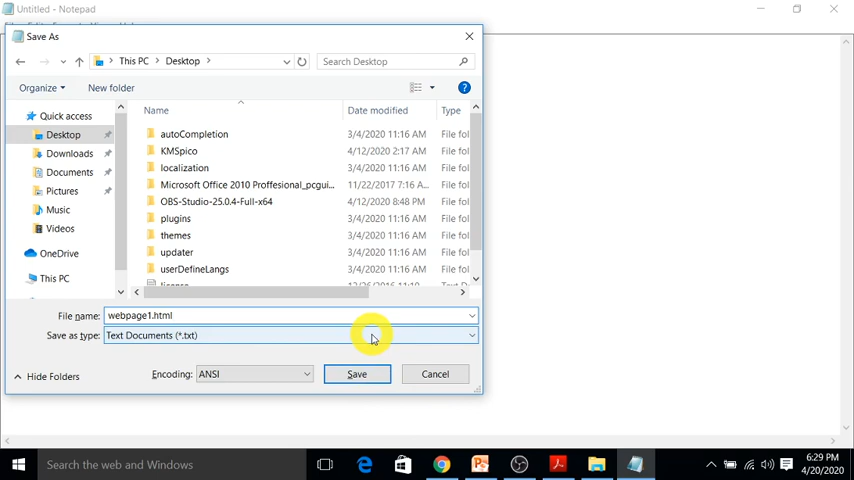 Untitled - Notepad
Save As
This PC
Desktop
Search Desktop
Organize
New folder
Name
Date modified
Type
Quick access
Desktop
Downloads
Documents
Pictures
Music
Videos
OneDrive
This PC
autoCompletion 3/4/2020 11:16 AM File fol
KMSpico 4/12/2020 2:17 AM File fol
localization 3/4/2020 11:16 AM File fol
Microsoft Office 2010 Proffesional_pcgui... 11/22/2017 7:16 A... File fol
OBS-Studio-25.0.4-Full-x64 4/12/2020 8:48 PM File fol
plugins 3/4/2020 11:16 AM File fol
themes 3/4/2020 11:16 AM File fol
updater 3/4/2020 11:16 AM File fol
userDefineLangs 3/4/2020 11:16 AM File fol
File name: webpage1.html
Save as type: Text Documents (*.txt)
Hide Folders
Encoding: ANSI
Save
Cancel
Search the web and Windows
6:29 PM
4/20/2020